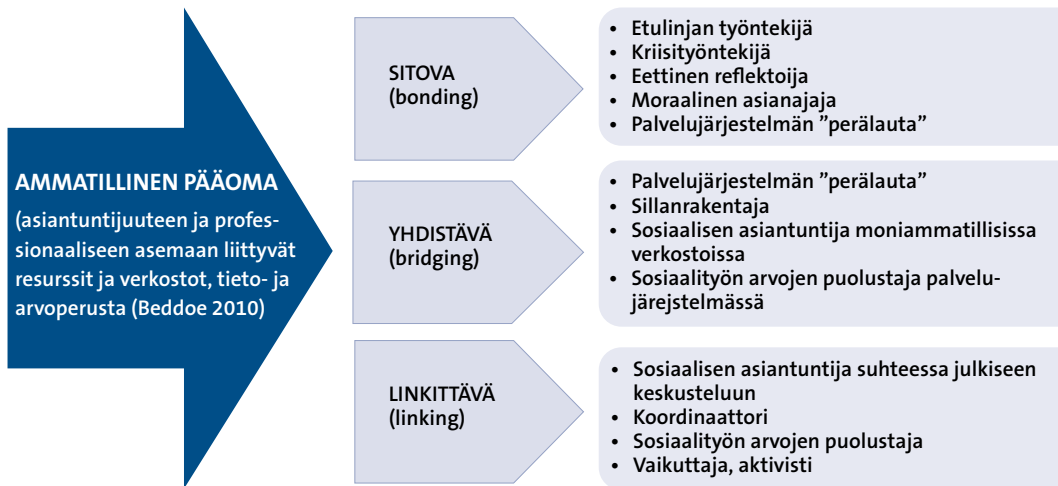 AMMATILLINEN PÄÄOMA
(asiantuntijuuteen ja profes-
sionaaliseen asemaan liittyvät
resurssit ja verkostot, tieto- ja
arvoperusta (Beddoe 2010)
SITOVA
(bonding)
• Etulinjan työntekijä
• Kriisityöntekijä
• Eettinen reflektoija
• Moraalinen asianajaja
• Palvelujärjestelmän ”perälauta”
YHDISTÄVÄ
(bridging)
• Palvelujärjestelmän ”perälauta”
• Sillanrakentaja
• Sosiaalisen asiantuntija moniammatillisissa
verkostoissa
• Sosiaalityön arvojen puolustaja palvelu-
järejstelmässä
LINKITTÄVÄ
(linking)
• Sosiaalisen asiantuntija suhteessa julkiseen
keskusteluun
• Koordinaattori
• Sosiaalityön arvojen puolustaja
• Vaikuttaja, aktivisti